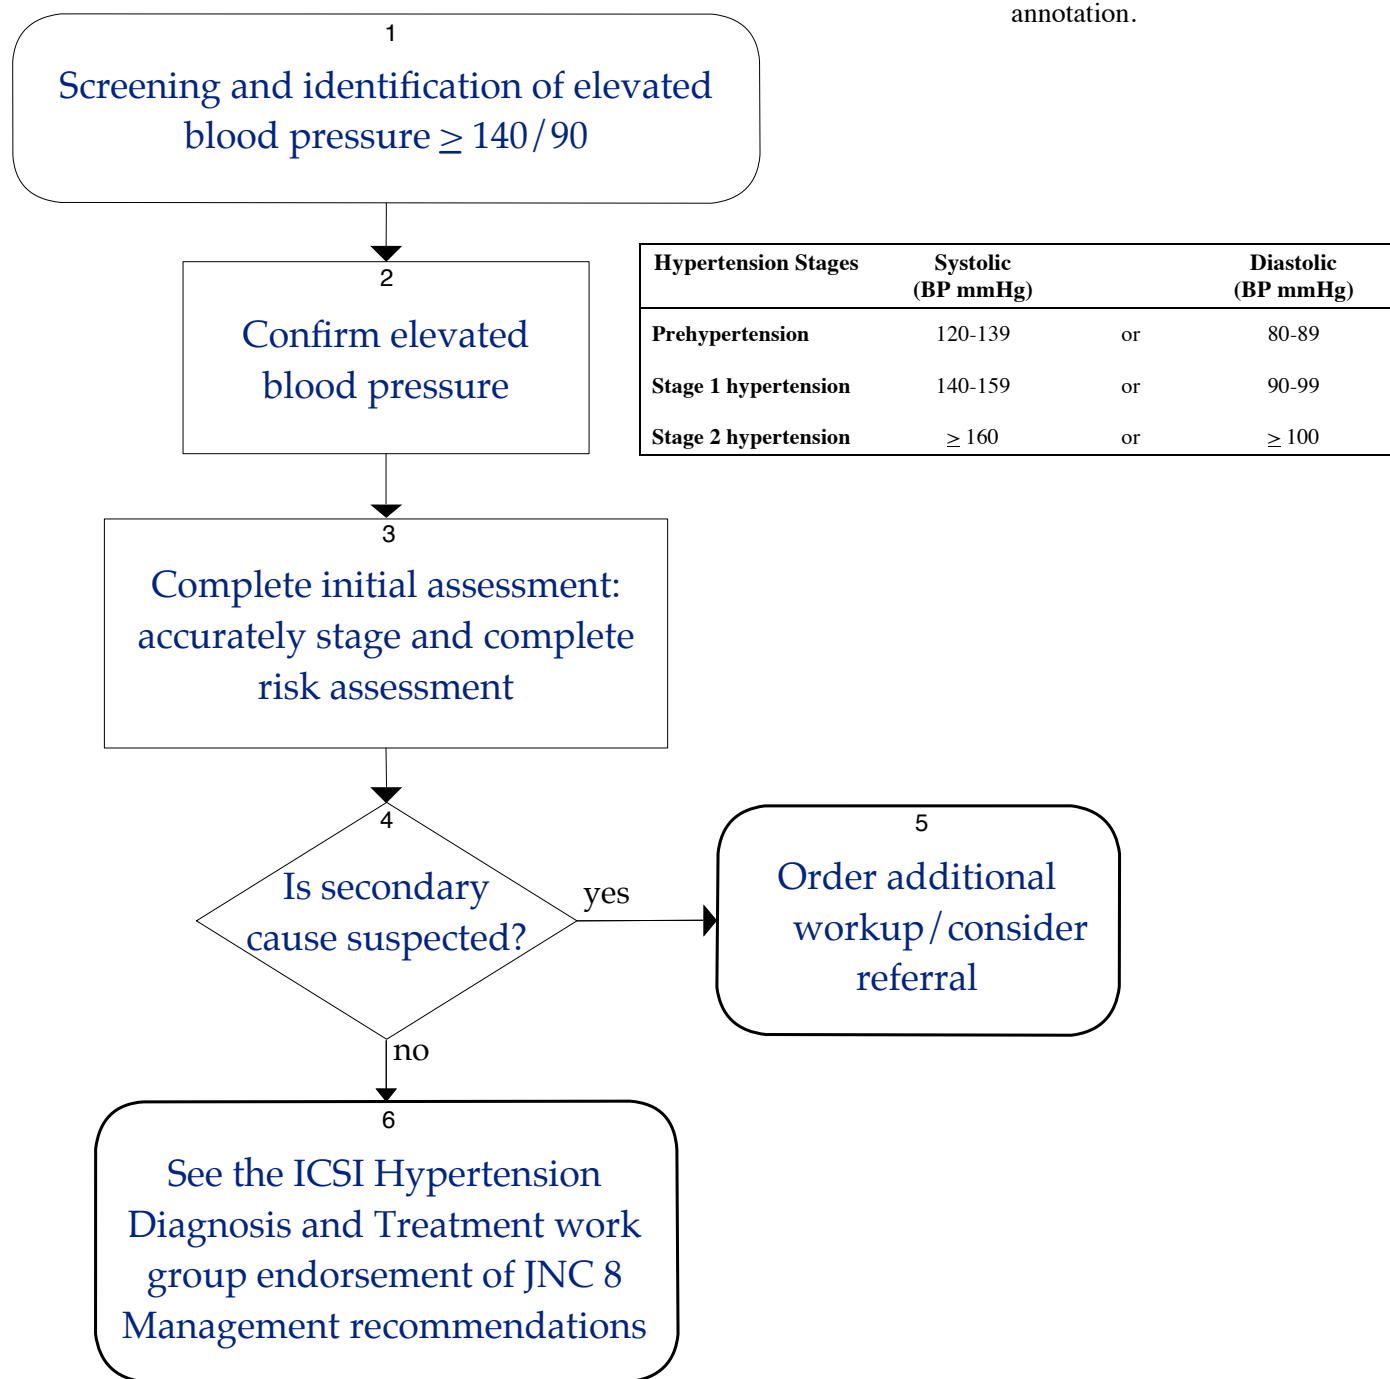 annotation.
1
Screening and identification of elevated
blood pressure ≥ 140/90
2
Confirm elevated
blood pressure
Hypertension Stages Systolic Diastolic
(BP mmHg) (BP mmHg)
Prehypertension 120-139 or 80-89
Stage 1 hypertension 140-159 or 90-99
Stage 2 hypertension ≥ 160 or ≥ 100
3
Complete initial assessment:
accurately stage and complete
risk assessment
4
Is secondary
cause suspected?
yes
5
Order additional
workup/consider
referral
no
6
See the ICSI Hypertension
Diagnosis and Treatment work
group endorsement of JNC 8
Management recommendations